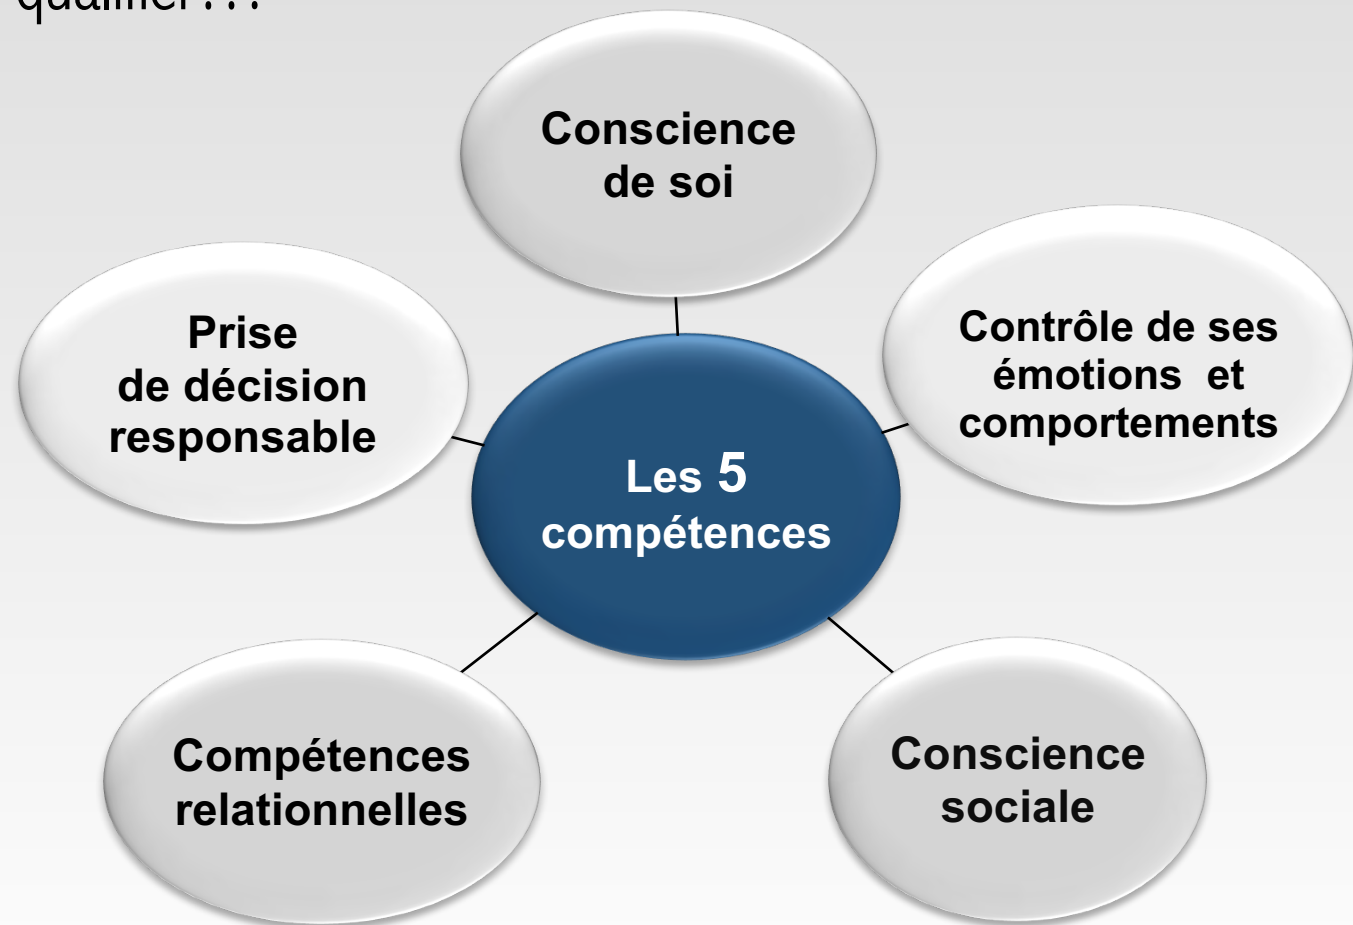 qualifier...
Conscience
de soi
Contrôle de ses
émotions et
comportements
Prise
de décision
responsable
Les 5
compétences
Compétences
relationnelles
Conscience
sociale